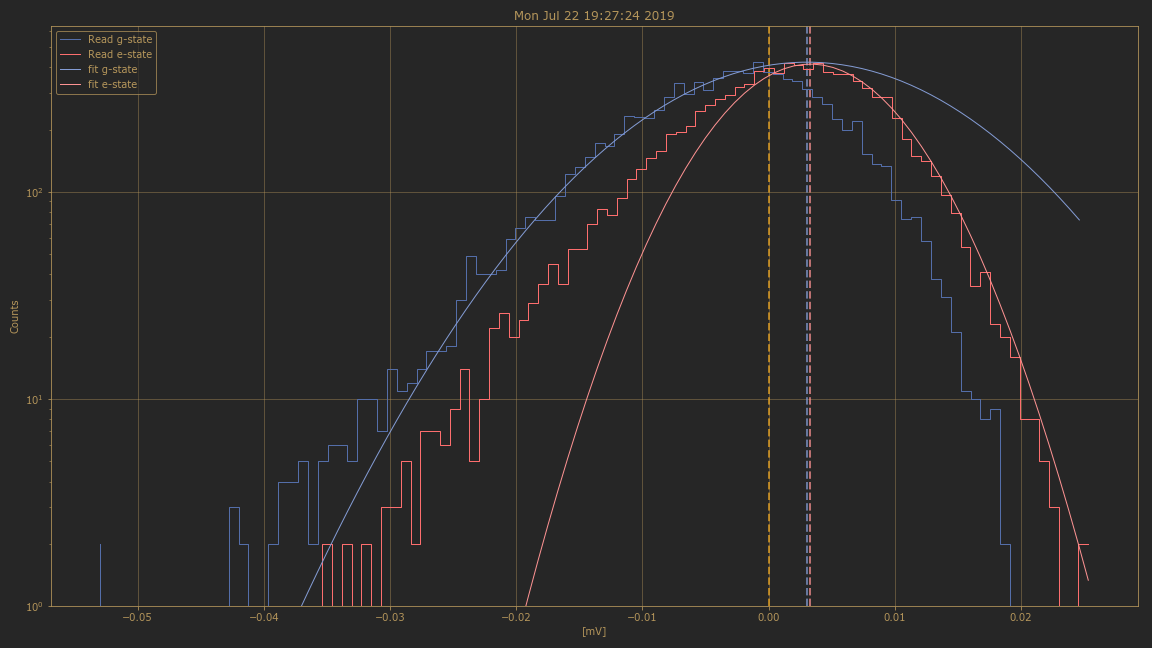 Mon Jul 22 19:27:24 2019
Read g-state
Read e-state
fit g-state
fit e-state
Counts
10²
10¹
10⁰
−0.05 −0.04 −0.03 −0.02 −0.01 0.00 0.01 0.02
[mV]